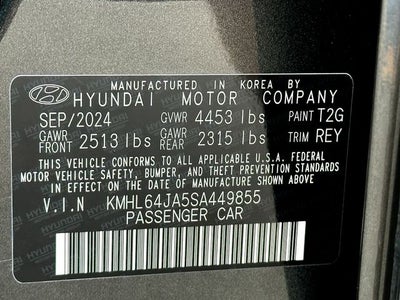 MANUFACTURED IN KOREA BY
HYUNDAI MOTOR COMPANY
SEP/2024 GVWR 4453 lbs PAINT T2G
GAWR FRONT 2513 lbs GAWR REAR 2315 lbs TRIM REY
THIS VEHICLE CONFORMS TO ALL APPLICABLE U.S.A. FEDERAL
MOTOR VEHICLE SAFETY, BUMPER, AND THEFT PREVENTION STANDARDS
IN EFFECT ON THE DATE OF MANUFACTURE SHOWN ABOVE.
V.I.N KMHL64JA5SA449855
PASSENGER CAR